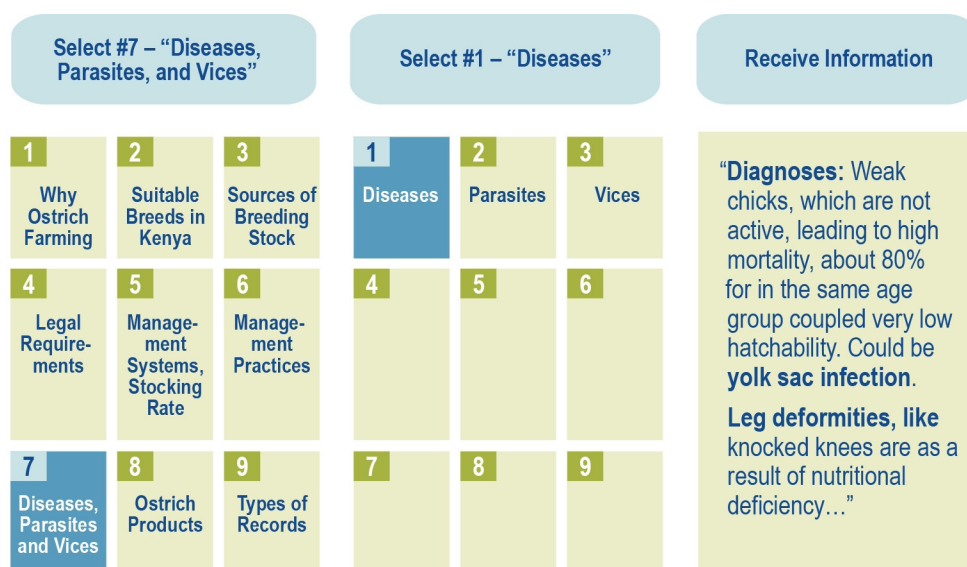 Select #7 – “Diseases,
Parasites, and Vices”
Select #1 – “Diseases”
Receive Information
1
Why
Ostrich
Farming
2
Suitable
Breeds in
Kenya
3
Sources of
Breeding
Stock
4
Legal
Require-
ments
5
Manage-
ment
Systems,
Stocking
Rate
6
Manage-
ment
Practices
7
Diseases,
Parasites
and Vices
8
Ostrich
Products
9
Types of
Records
1
Diseases
2
Parasites
3
Vices
4
5
6
7
8
9
“Diagnoses: Weak
chicks, which are not
active, leading to high
mortality, about 80%
for in the same age
group coupled very low
hatchability. Could be
yolk sac infection.
Leg deformities, like
knocked knees are as a
result of nutritional
deficiency…”